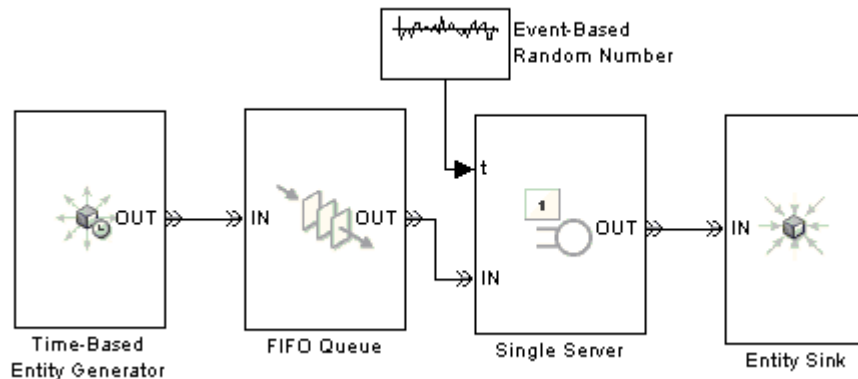 Event-Based
Random Number
OUT
IN
OUT
t
1
OUT
IN
IN
Time-Based
Entity Generator
FIFO Queue
Single Server
Entity Sink